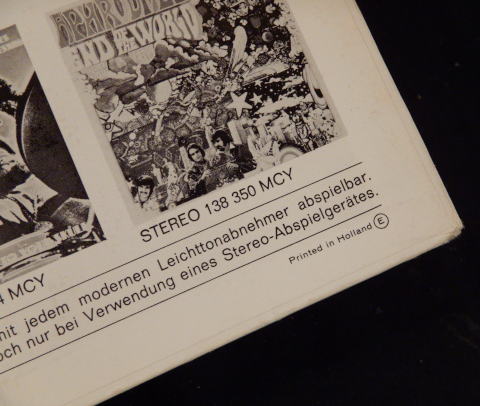 END OF THE WORLD
STEREO 138 350 MCY
4 MCY
mit jedem modernen Leichttonabnehmer abspielbar.
och nur bei Verwendung eines Stereo-Abspielgerätes.
Printed in Holland E